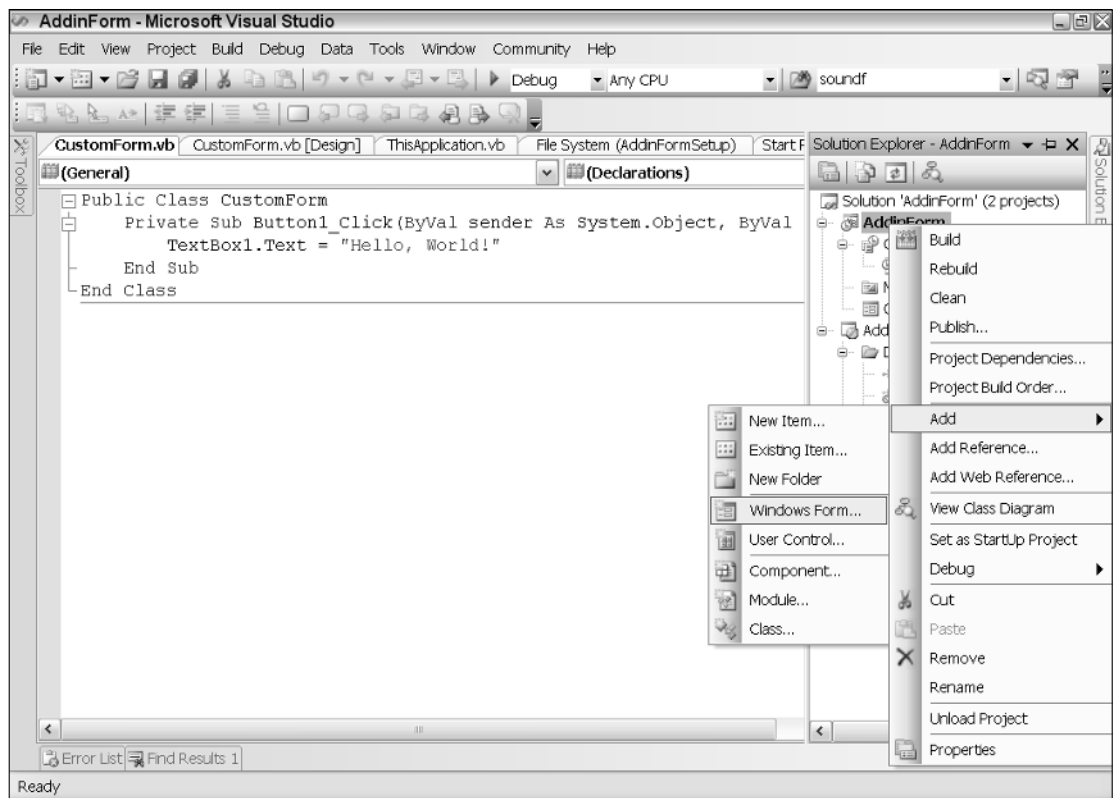 AddinForm - Microsoft Visual Studio
File Edit View Project Build Debug Data Tools Window Community Help
Debug Any CPU soundf
CustomForm.vb CustomForm.vb [Design] ThisApplication.vb File System (AddinFormSetup) Start
Toolbox
(General) (Declarations)
Public Class CustomForm
Private Sub Button1_Click(ByVal sender As System.Object, ByVal
TextBox1.Text = "Hello, World!"
End Sub
End Class
Solution Explorer - AddinForm
Solution 'AddinForm' (2 projects)
AddinForm
Add
Build
Rebuild
Clean
Publish...
Project Dependencies...
Project Build Order...
Add
Add Reference...
Add Web Reference...
View Class Diagram
Set as StartUp Project
Debug
Cut
Paste
Remove
Rename
Unload Project
Properties
New Item...
Existing Item...
New Folder
Windows Form...
User Control...
Component...
Module...
Class...
Solution
Error List Find Results 1
Ready